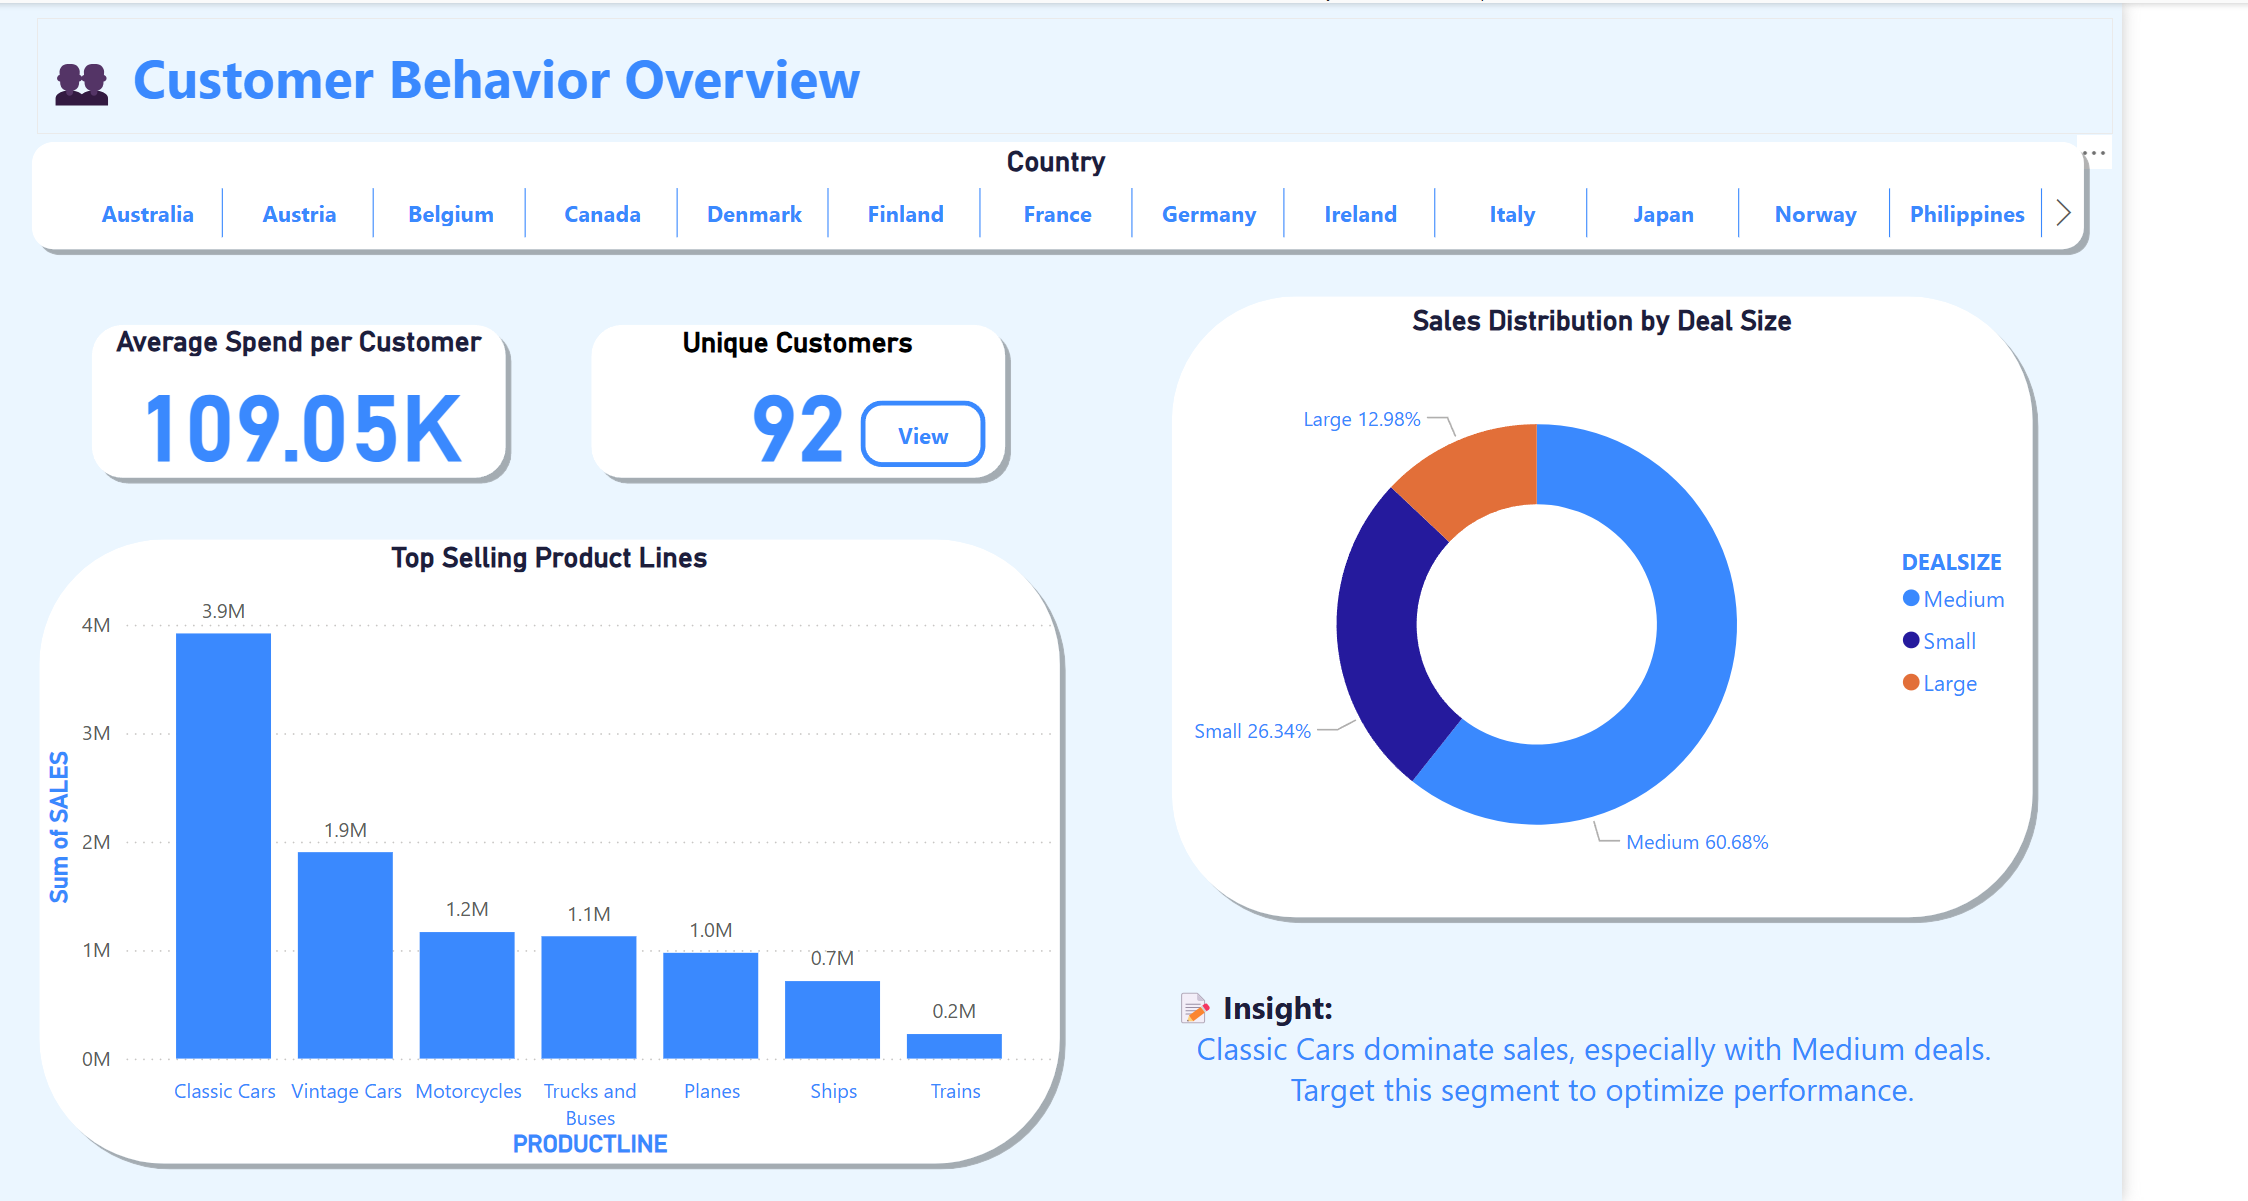 Customer Behavior Overview
Country
Australia Austria Belgium Canada Denmark Finland France Germany Ireland Italy Japan Norway Philippines
Average Spend per Customer
109.05K
Unique Customers
92
View
Sales Distribution by Deal Size
Large 12.98%
Small 26.34%
Medium 60.68%
DEALSIZE
Medium
Small
Large
Top Selling Product Lines
Sum of SALES
4M
3M
2M
1M
0M
3.9M
1.9M
1.2M
1.1M
1.0M
0.7M
0.2M
Classic Cars
Vintage Cars
Motorcycles
Trucks and
Buses
Planes
Ships
Trains
PRODUCTLINE
Insight:
Classic Cars dominate sales, especially with Medium deals.
Target this segment to optimize performance.